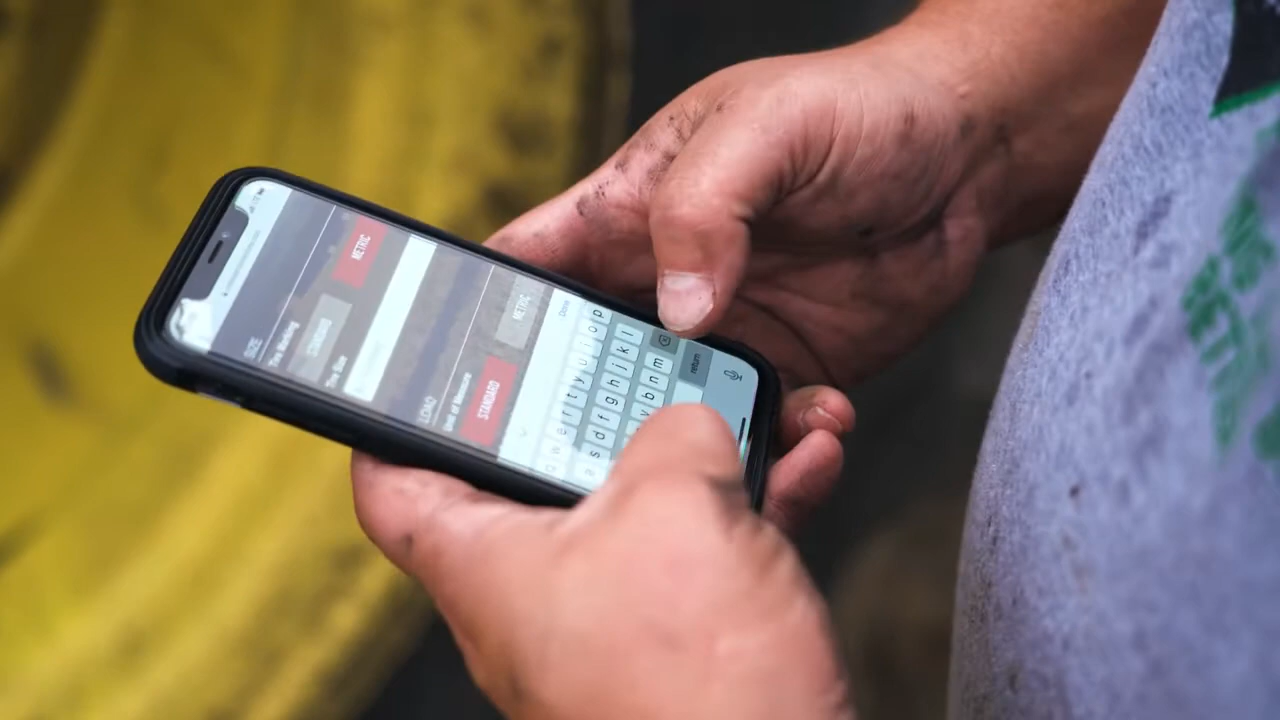 SIZE
Tire Marking
STANDARD
METRIC
Tire Size
LOAD
Unit of Measure
STANDARD
METRIC
Done
q w e r t y u i o p
a s d f g h j k l
v b n m
return